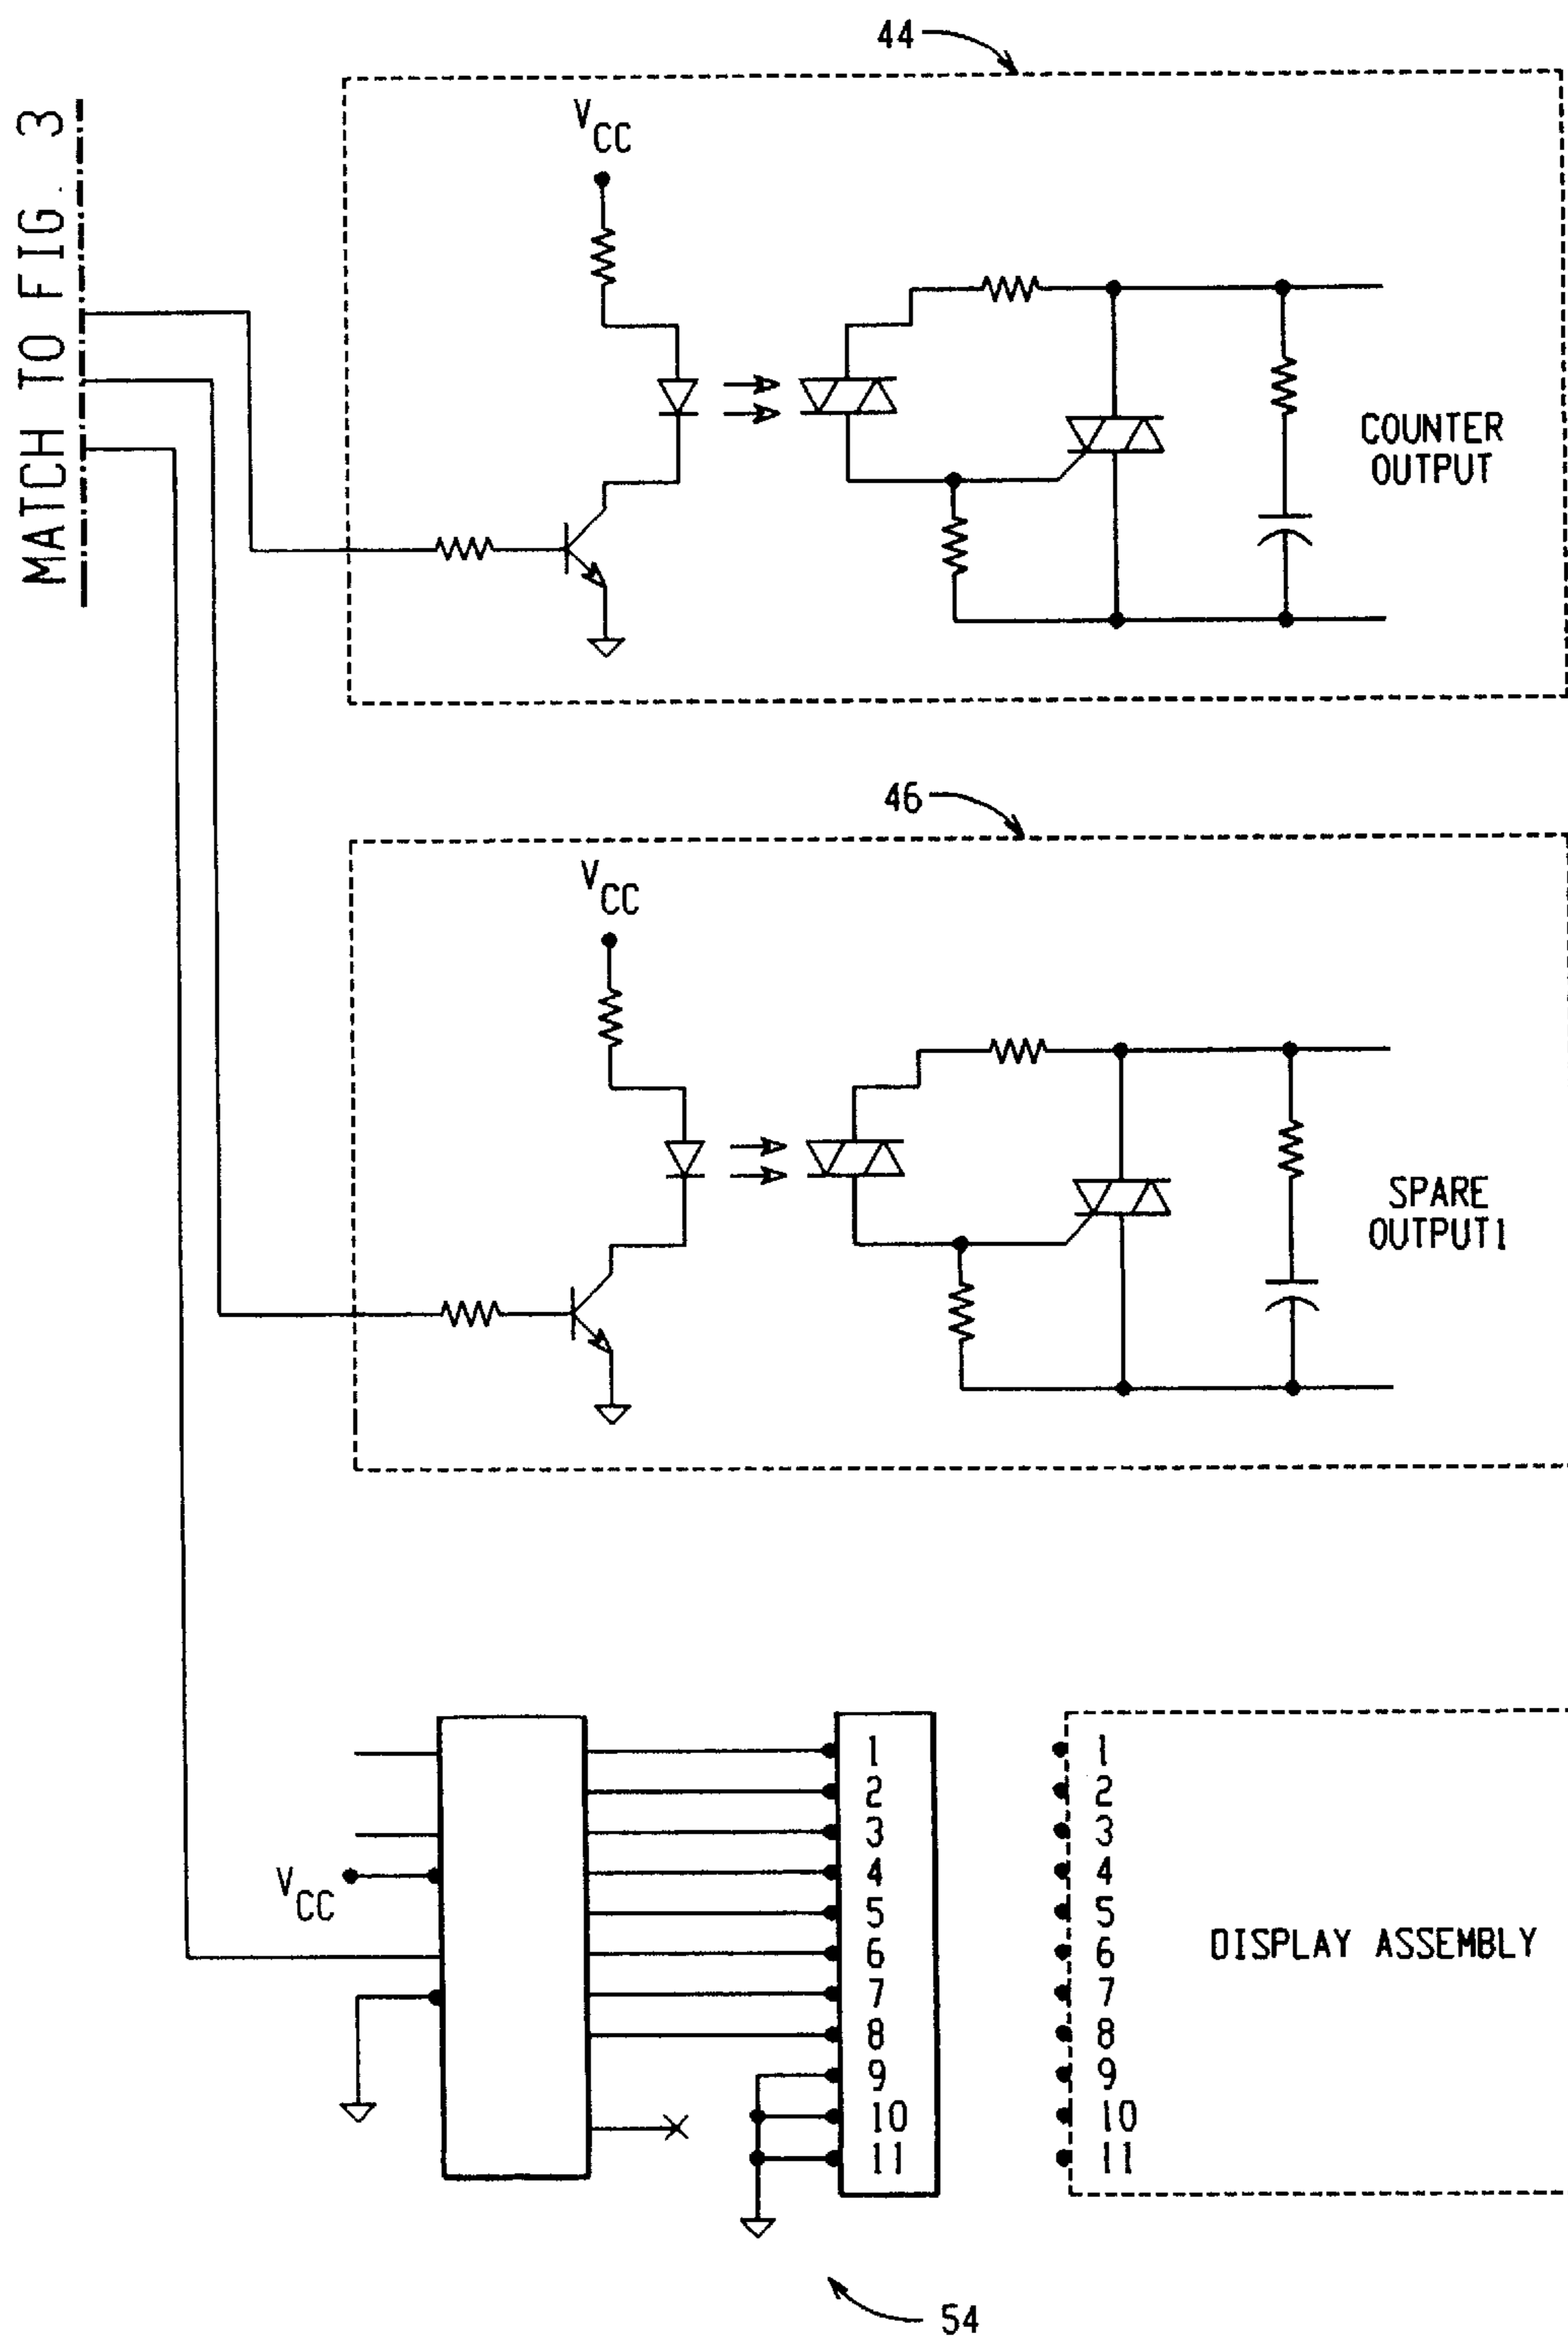 MATCH TO FIG. 3
44
VCC
COUNTER
OUTPUT
46
VCC
SPARE
OUTPUT1
VCC
1
2
3
4
5
6
7
8
9
10
11
1
2
3
4
5
6
7
8
9
10
11
DISPLAY ASSEMBLY
54